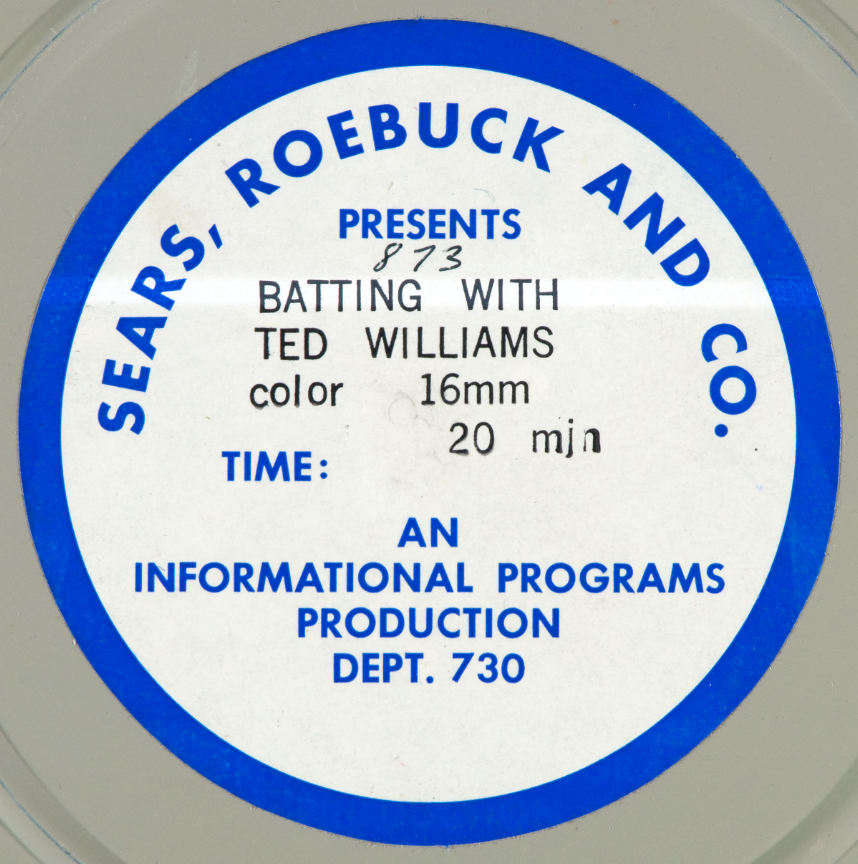 SEARS, ROEBUCK AND CO.
PRESENTS
873
BATTING WITH
TED WILLIAMS
color 16mm
20 min
TIME:
AN
INFORMATIONAL PROGRAMS
PRODUCTION
DEPT. 730